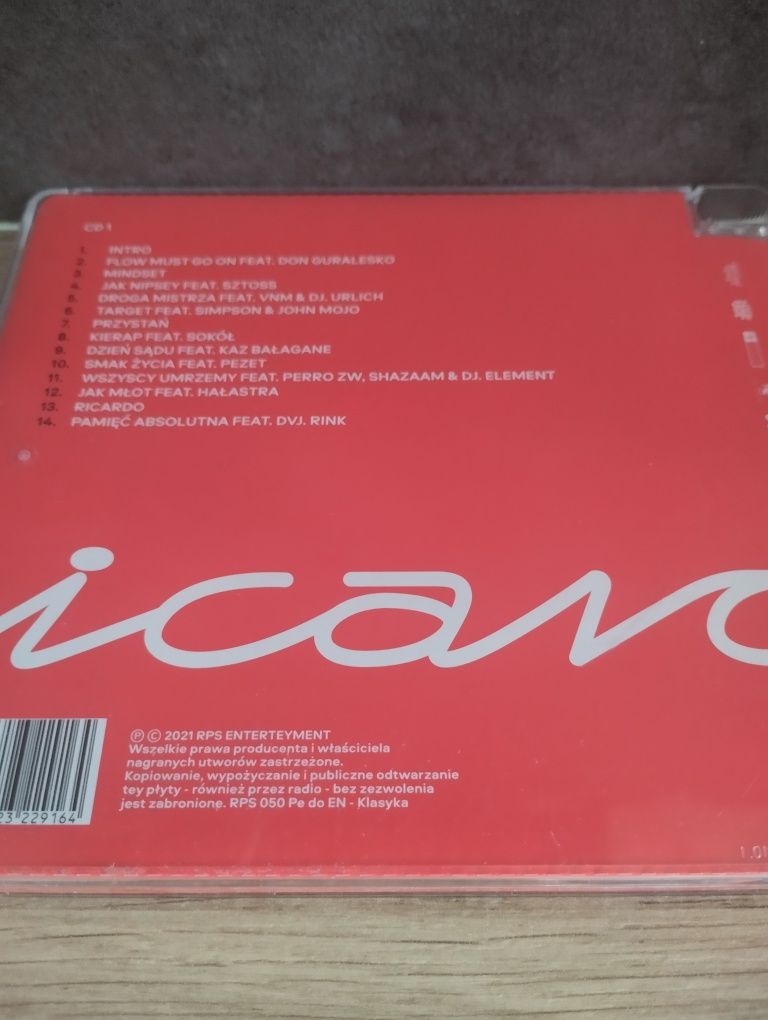 CD 1
1. INTRO
2. FLOW MUST GO ON FEAT. DON GURALESKO
3. MINDSET
4. JAK NIPSEY FEAT. SZTOSS
5. DROGA MISTRZA FEAT. VNM & DJ. URLICH
6. TARGET FEAT. SIMPSON & JOHN MOJO
7. PRZYSTAŃ
8. KIERAP FEAT. SOKÓŁ
9. DZIEŃ SĄDU FEAT. KAZ BAŁAGANE
10. SMAK ŻYCIA FEAT. PEZET
11. WSZYSCY UMRZEMY FEAT. PERRO ZW, SHAZAAM & DJ. ELEMENT
12. JAK MŁOT FEAT. HAŁASTRA
13. RICARDO
14. PAMIĘĆ ABSOLUTNA FEAT. DVJ. RINK
icar
℗ © 2021 RPS ENTERTEYMENT
Wszelkie prawa producenta i właściciela
nagranych utworów zastrzeżone.
Kopiowanie, wypożyczanie i publiczne odtwarzanie
tey płyty - również przez radio - bez zezwolenia
jest zabronione. RPS 050 Pe do EN - Klasyka
23 229164